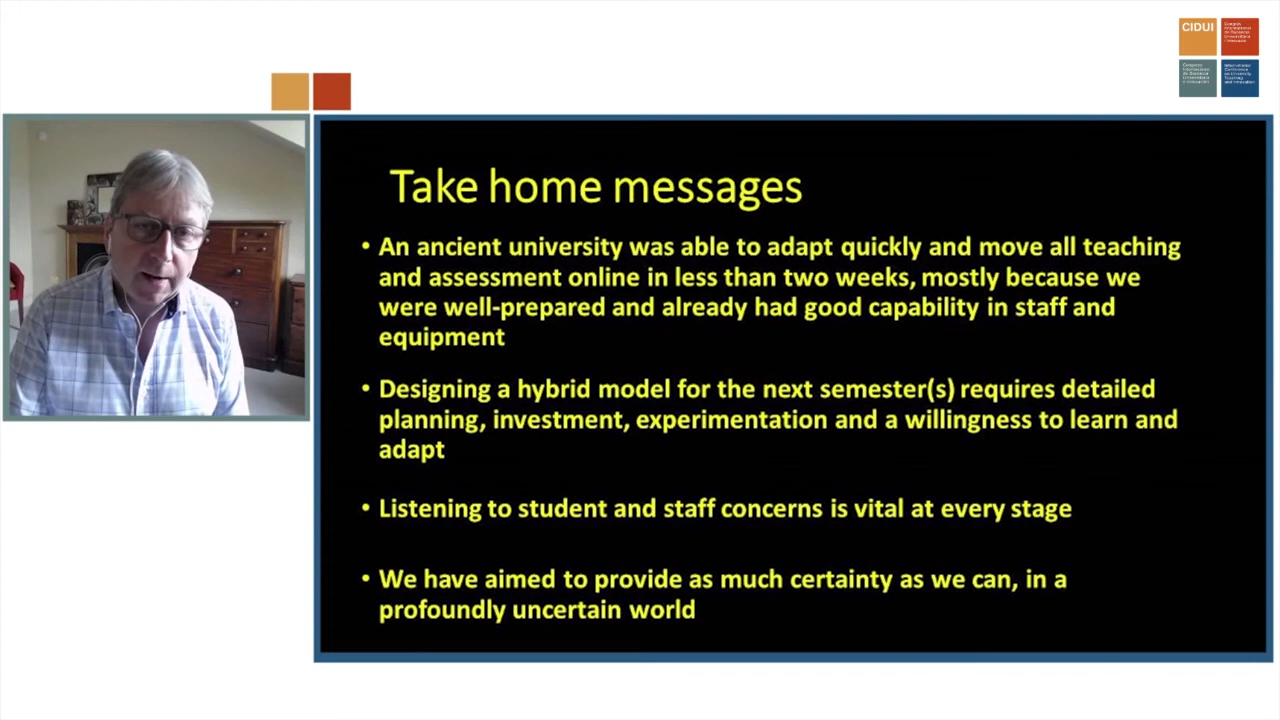 CIDUI
Take home messages
• An ancient university was able to adapt quickly and move all teaching
and assessment online in less than two weeks, mostly because we
were well-prepared and already had good capability in staff and
equipment
• Designing a hybrid model for the next semester(s) requires detailed
planning, investment, experimentation and a willingness to learn and
adapt
• Listening to student and staff concerns is vital at every stage
• We have aimed to provide as much certainty as we can, in a
profoundly uncertain world